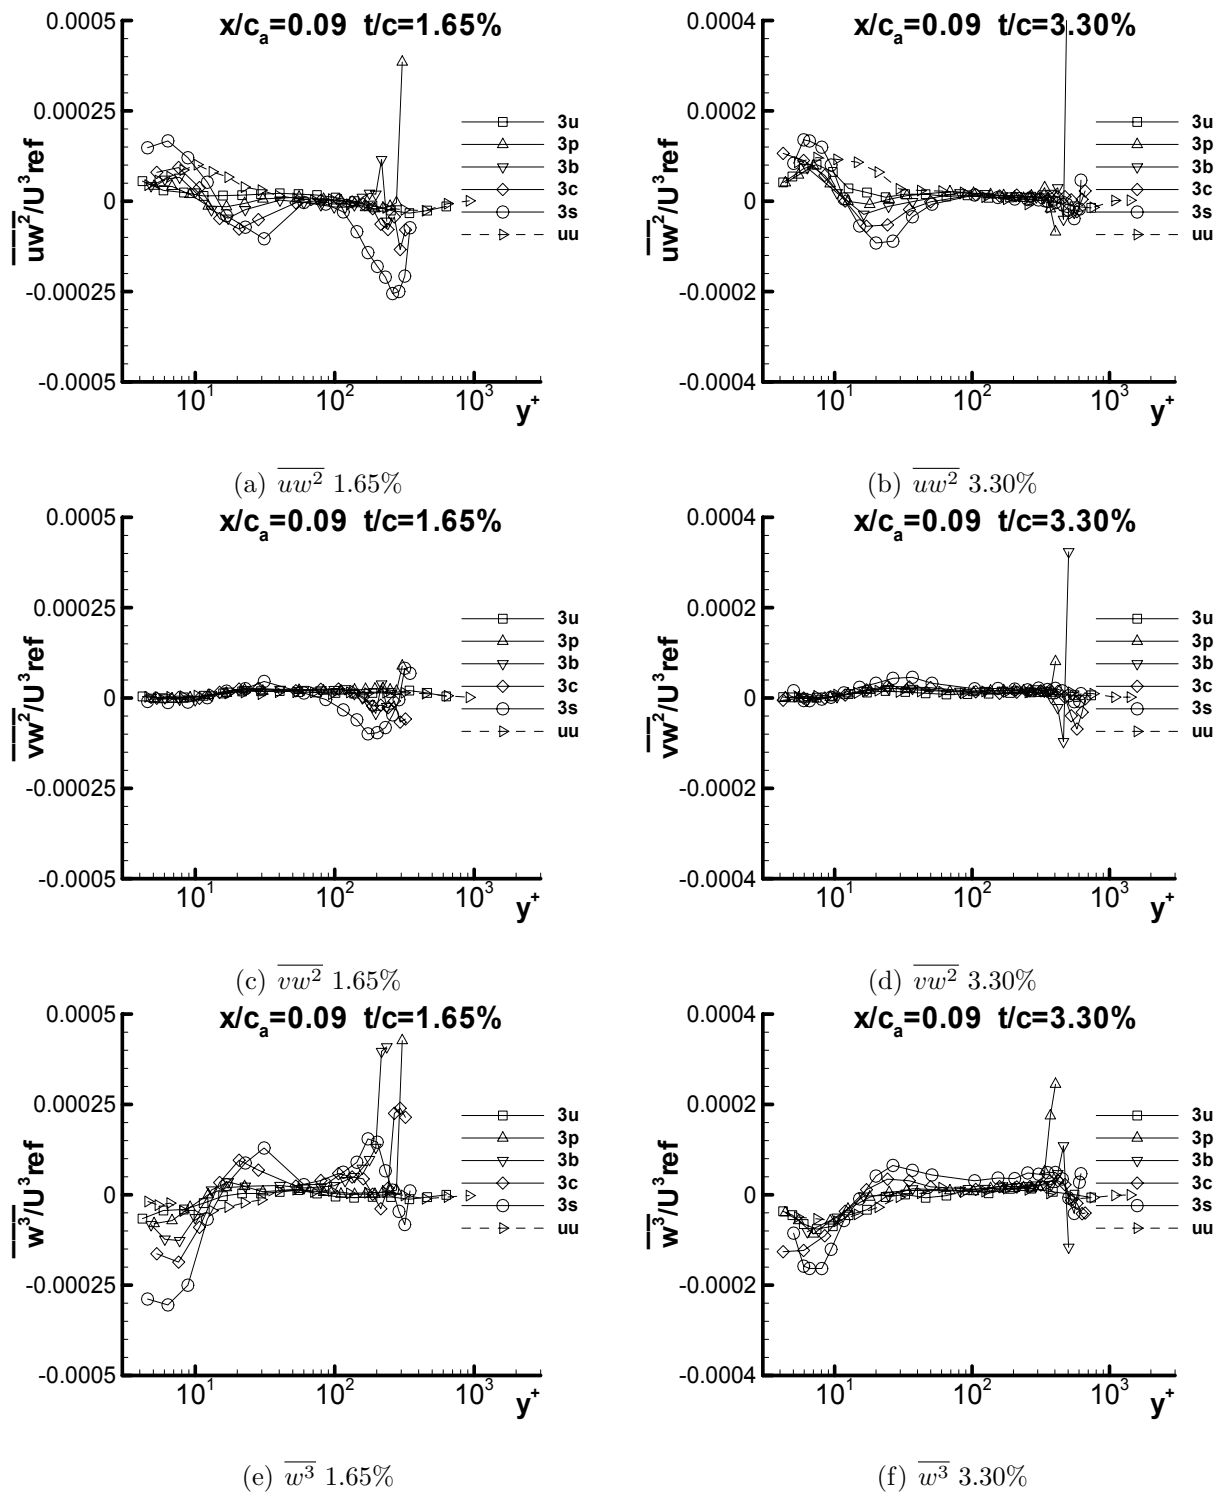 x/ca=0.09 t/c=1.65%
0.0005
0.00025
0
-0.00025
-0.0005
uw²/U³ref
10¹ 10² 10³
y⁺
3u
3p
3b
3c
3s
uu
(a) uw² 1.65%
x/ca=0.09 t/c=3.30%
0.0004
0.0002
0
-0.0002
-0.0004
uw²/U³ref
10¹ 10² 10³
y⁺
3u
3p
3b
3c
3s
uu
(b) uw² 3.30%
x/ca=0.09 t/c=1.65%
0.0005
0.00025
0
-0.00025
-0.0005
vw²/U³ref
10¹ 10² 10³
y⁺
3u
3p
3b
3c
3s
uu
(c) vw² 1.65%
x/ca=0.09 t/c=3.30%
0.0004
0.0002
0
-0.0002
-0.0004
vw²/U³ref
10¹ 10² 10³
y⁺
3u
3p
3b
3c
3s
uu
(d) vw² 3.30%
x/ca=0.09 t/c=1.65%
0.0005
0.00025
0
-0.00025
-0.0005
w³/U³ref
10¹ 10² 10³
y⁺
3u
3p
3b
3c
3s
uu
(e) w³ 1.65%
x/ca=0.09 t/c=3.30%
0.0004
0.0002
0
-0.0002
-0.0004
w³/U³ref
10¹ 10² 10³
y⁺
3u
3p
3b
3c
3s
uu
(f) w³ 3.30%